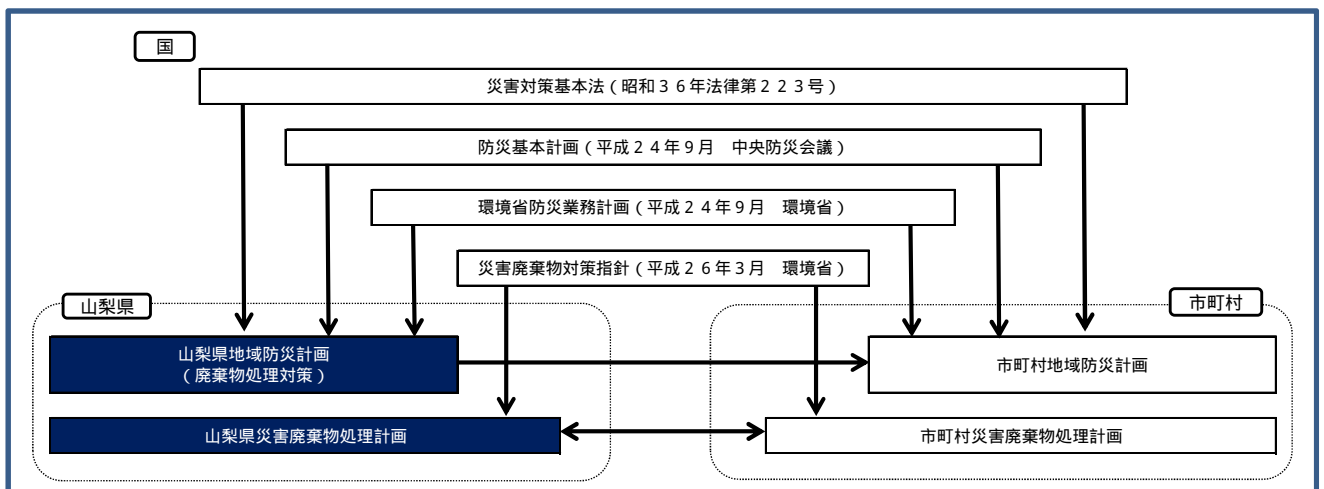 国
災害対策基本法（昭和３６年法律第２２３号）
防災基本計画（平成２４年９月　中央防災会議）
環境省防災業務計画（平成２４年９月　環境省）
災害廃棄物対策指針（平成２６年３月　環境省）
山梨県
市町村
山梨県地域防災計画
（廃棄物処理対策）
市町村地域防災計画
山梨県災害廃棄物処理計画
市町村災害廃棄物処理計画